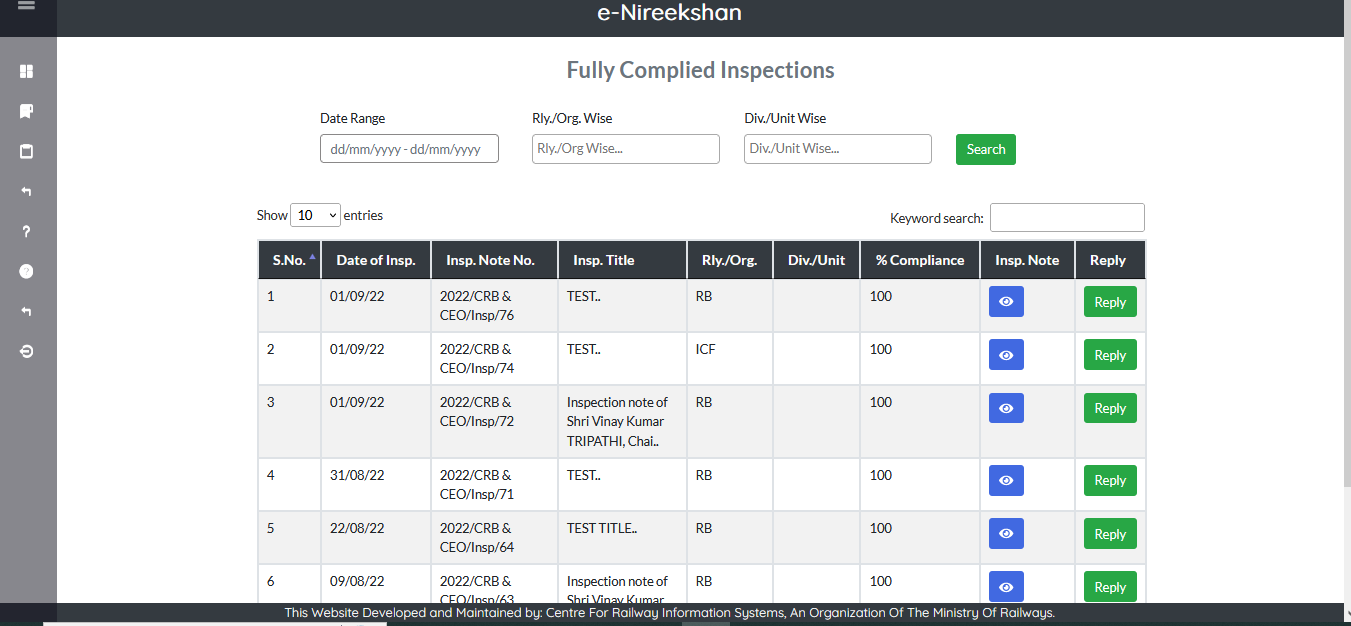 e-Nireekshan
Fully Complied Inspections
Date Range
Rly./Org. Wise
Div./Unit Wise
dd/mm/yyyy - dd/mm/yyyy
Rly./Org Wise...
Div./Unit Wise...
Search
Show 10 entries
Keyword search:
S.No. Date of Insp. Insp. Note No. Insp. Title Rly./Org. Div./Unit % Compliance Insp. Note Reply
1 01/09/22 2022/CRB & TEST.. RB 100 Reply
CEO/Insp/76
2 01/09/22 2022/CRB & TEST.. ICF 100 Reply
CEO/Insp/74
3 01/09/22 2022/CRB & Inspection note of RB 100 Reply
CEO/Insp/72 Shri Vinay Kumar
TRIPATHI, Chai..
4 31/08/22 2022/CRB & TEST.. RB 100 Reply
CEO/Insp/71
5 22/08/22 2022/CRB & TEST TITLE.. RB 100 Reply
CEO/Insp/64
6 09/08/22 2022/CRB & Inspection note of RB 100 Reply
CEO/Insp/63 Shri Vinay Kumar
This Website Developed and Maintained by: Centre For Railway Information Systems, An Organization Of The Ministry Of Railways.